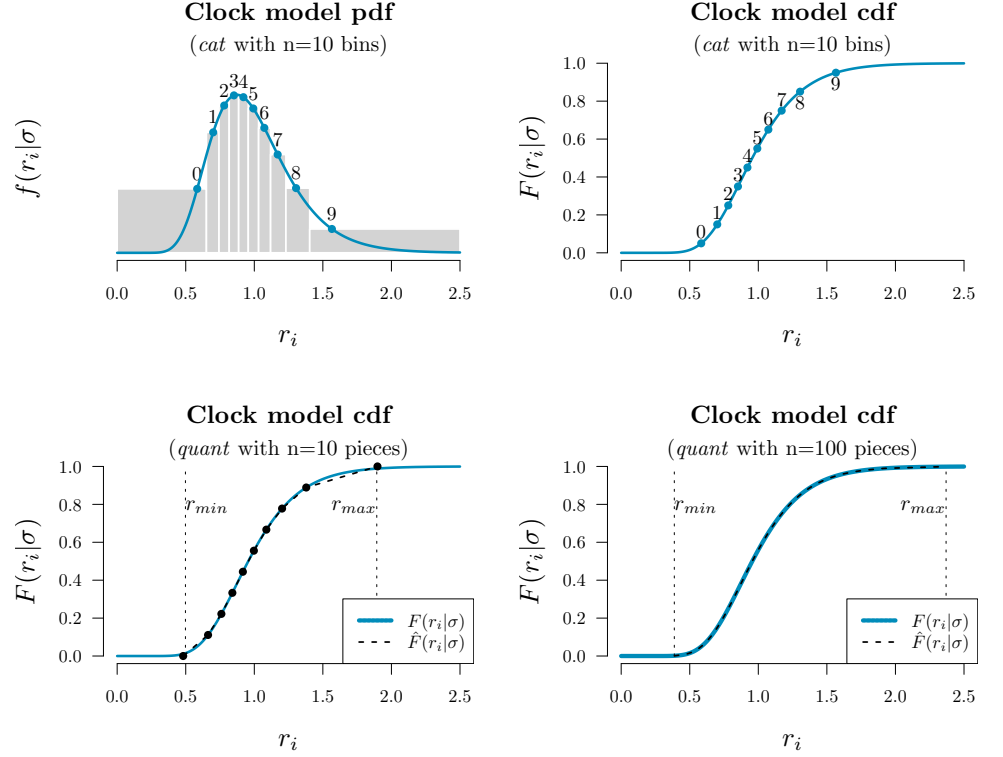 Clock model pdf
(cat with n=10 bins)
f(r_i|σ)
0
1
2
3
4
5
6
7
8
9
0.0 0.5 1.0 1.5 2.0 2.5
r_i
Clock model cdf
(cat with n=10 bins)
F(r_i|σ)
1.0
0.8
0.6
0.4
0.2
0.0
0
1
2
3
4
5
6
7
8
9
0.0 0.5 1.0 1.5 2.0 2.5
r_i
Clock model cdf
(quant with n=10 pieces)
F(r_i|σ)
1.0
0.8
0.6
0.4
0.2
0.0
r_min
r_max
F(r_i|σ)
F̂(r_i|σ)
0.0 0.5 1.0 1.5 2.0 2.5
r_i
Clock model cdf
(quant with n=100 pieces)
F(r_i|σ)
1.0
0.8
0.6
0.4
0.2
0.0
r_min
r_max
F(r_i|σ)
F̂(r_i|σ)
0.0 0.5 1.0 1.5 2.0 2.5
r_i